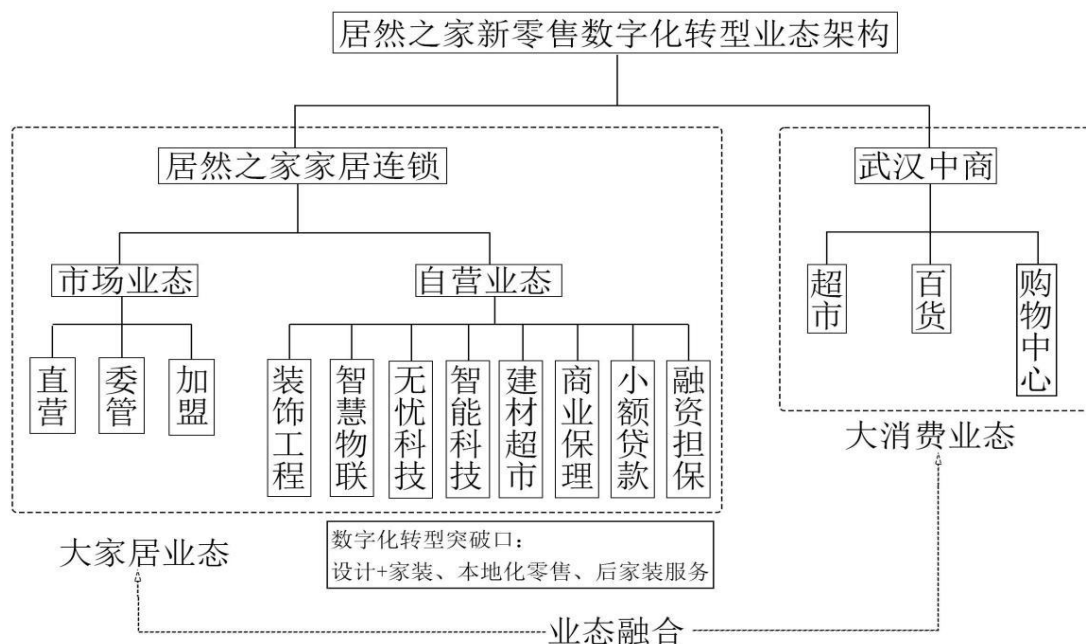 居然之家新零售数字化转型业态架构
居然之家家居连锁
武汉中商
市场业态
自营业态
超市
百货
购物中心
直营
委管
加盟
装饰工程
智慧物联
无忧科技
智能科技
建材超市
商业保理
小额贷款
融资担保
大消费业态
大家居业态
数字化转型突破口：
设计+家装、本地化零售、后家装服务
业态融合